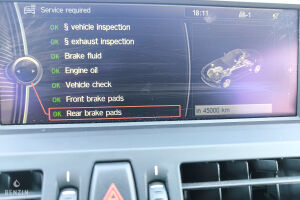 Service required
18:11
OK § vehicle inspection
OK § exhaust inspection
OK Brake fluid
OK Engine oil
OK Vehicle check
OK Front brake pads
OK Rear brake pads
in 45000 km
BENZIN